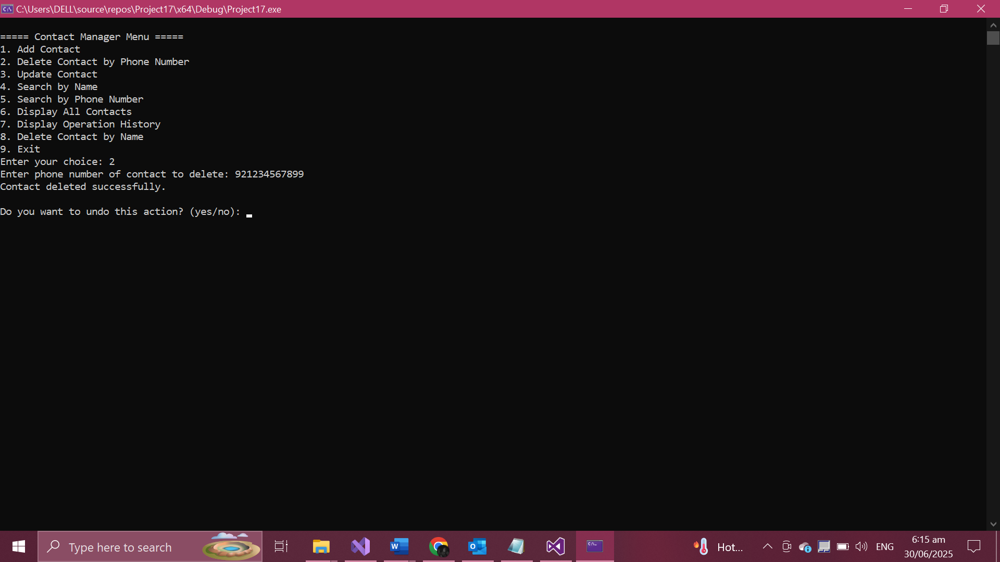 C:\Users\DELL\source\repos\Project17\x64\Debug\Project17.exe
===== Contact Manager Menu =====
1. Add Contact
2. Delete Contact by Phone Number
3. Update Contact
4. Search by Name
5. Search by Phone Number
6. Display All Contacts
7. Display Operation History
8. Delete Contact by Name
9. Exit
Enter your choice: 2
Enter phone number of contact to delete: 921234567899
Contact deleted successfully.
Do you want to undo this action? (yes/no):
Type here to search
Hot...
ENG
6:15 am
30/06/2025